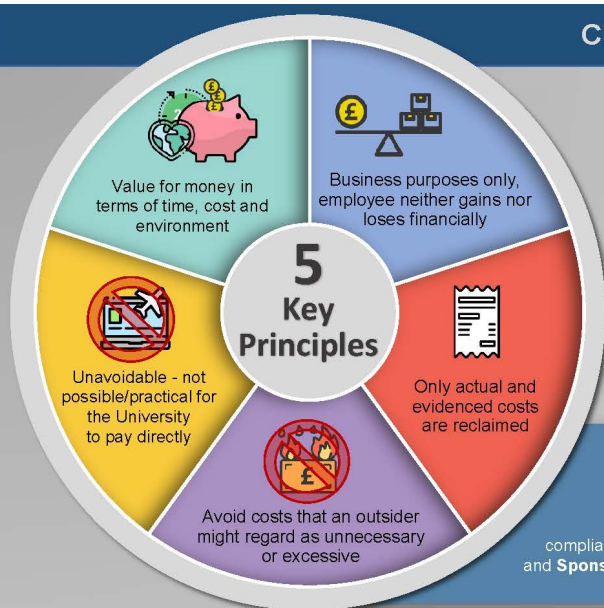 C
5
Key
Principles
Value for money in
terms of time, cost and
environment
£
Business purposes only,
employee neither gains nor
loses financially
Only actual and
evidenced costs
are reclaimed
£
Avoid costs that an outsider
might regard as unnecessary
or excessive
Unavoidable - not
possible/practical for
the University
to pay directly
complia
and Spons